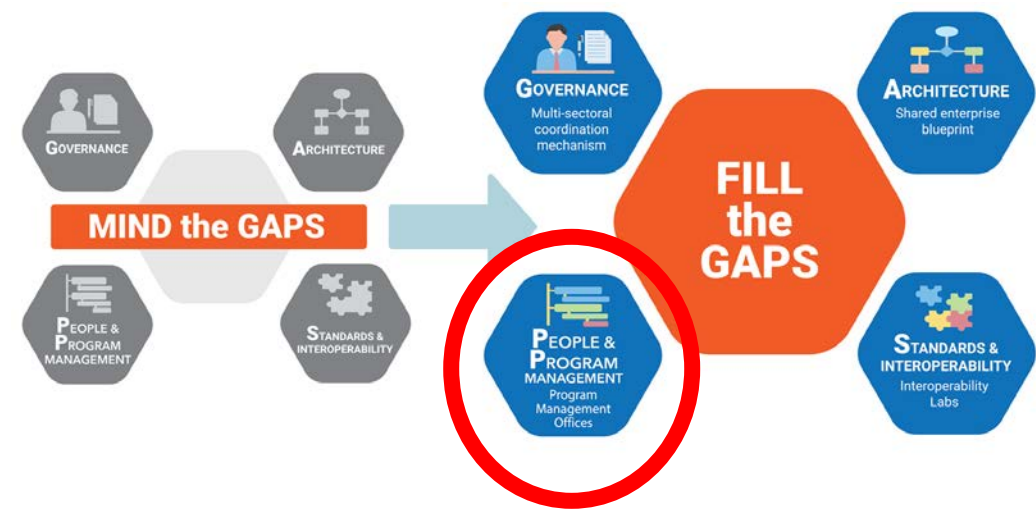 GOVERNANCE
ARCHITECTURE
MIND the GAPS
PEOPLE &
PROGRAM
MANAGEMENT
STANDARDS &
INTEROPERABILITY
GOVERNANCE
Multi-sectoral
coordination
mechanism
ARCHITECTURE
Shared enterprise
blueprint
FILL
the
GAPS
PEOPLE &
PROGRAM
MANAGEMENT
Program
Management
Offices
STANDARDS &
INTEROPERABILITY
Interoperability
Labs